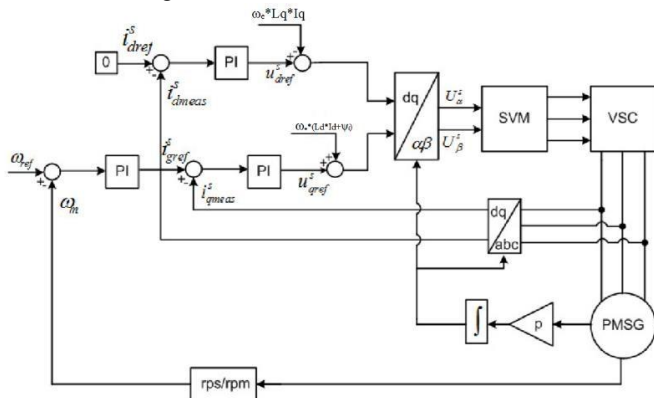 ωe*Lq*Iq
i^s_dref
0
+
-
PI
-
+
u^s_dref
i^s_dmeas
dq
αβ
U^s_α
U^s_β
SVM
VSC
ωe*(Ld*Id+ψf)
ωref
+
-
PI
i^s_qref
+
-
PI
+
+
u^s_qref
ωm
i^s_qmeas
dq
abc
∫
p
PMSG
rps/rpm